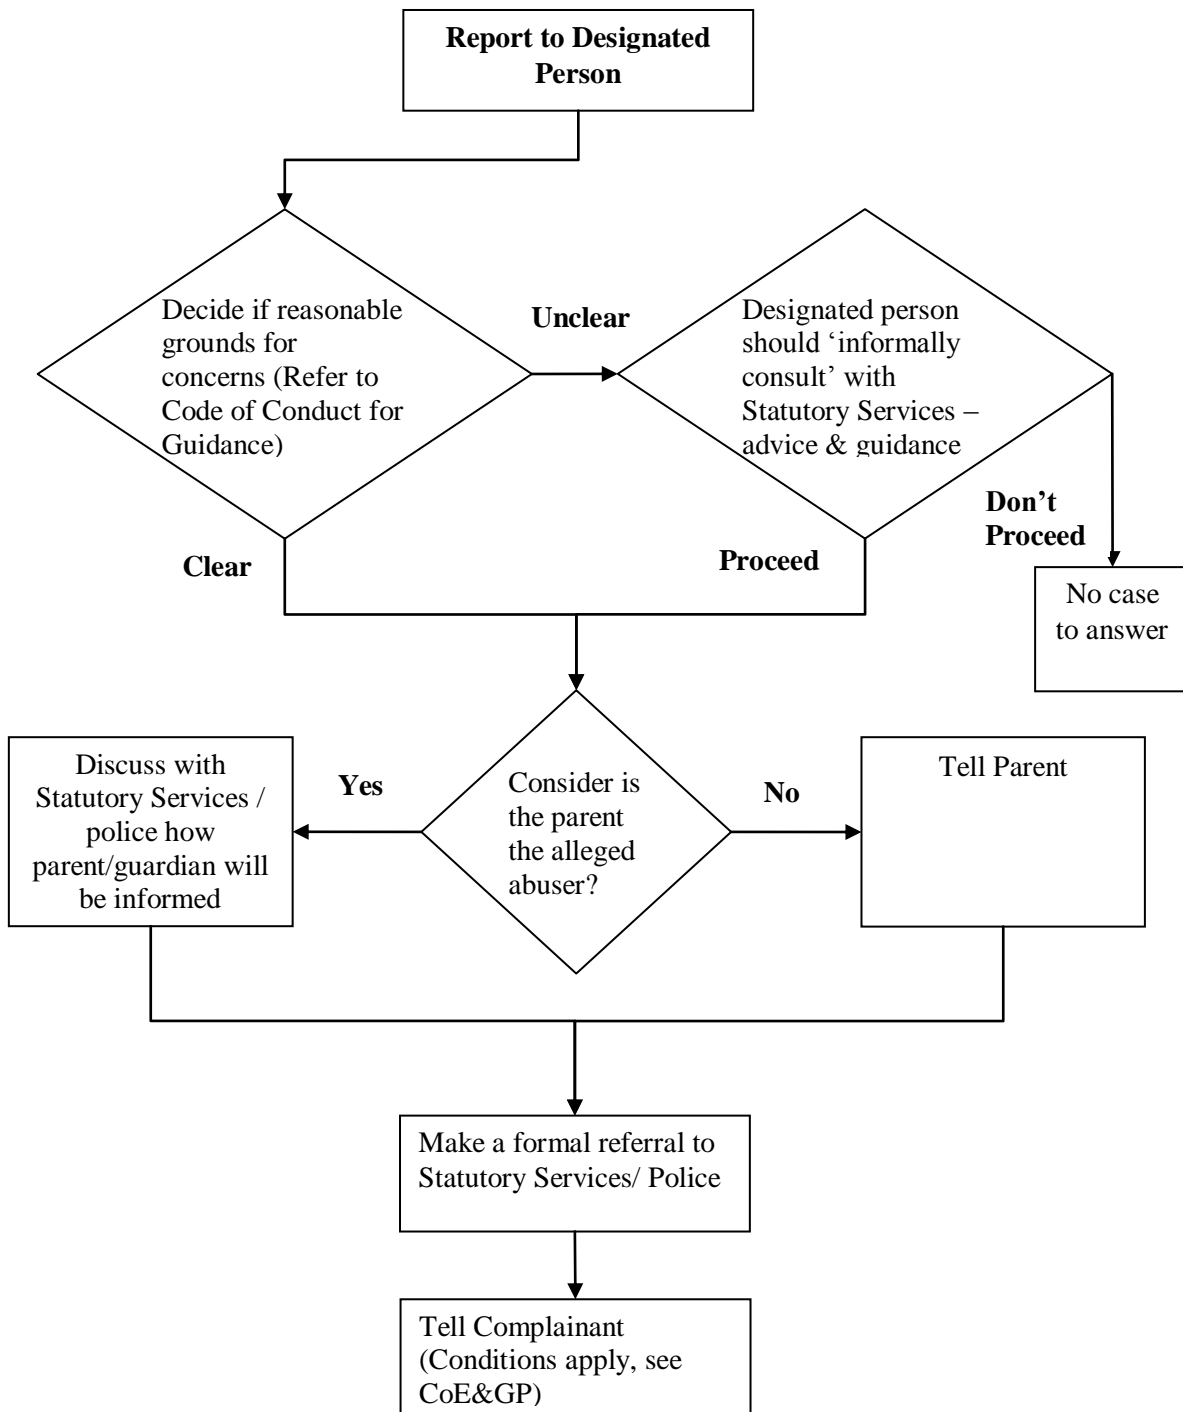 Report to Designated
Person
Decide if reasonable
grounds for
concerns (Refer to
Code of Conduct for
Guidance)
Unclear
Designated person
should ‘informally
consult’ with
Statutory Services –
advice & guidance
Don’t
Proceed
Clear
Proceed
No case
to answer
Discuss with
Statutory Services /
police how
parent/guardian will
be informed
Yes
Consider is
the parent
the alleged
abuser?
No
Tell Parent
Make a formal referral to
Statutory Services/ Police
Tell Complainant
(Conditions apply, see
CoE&GP)